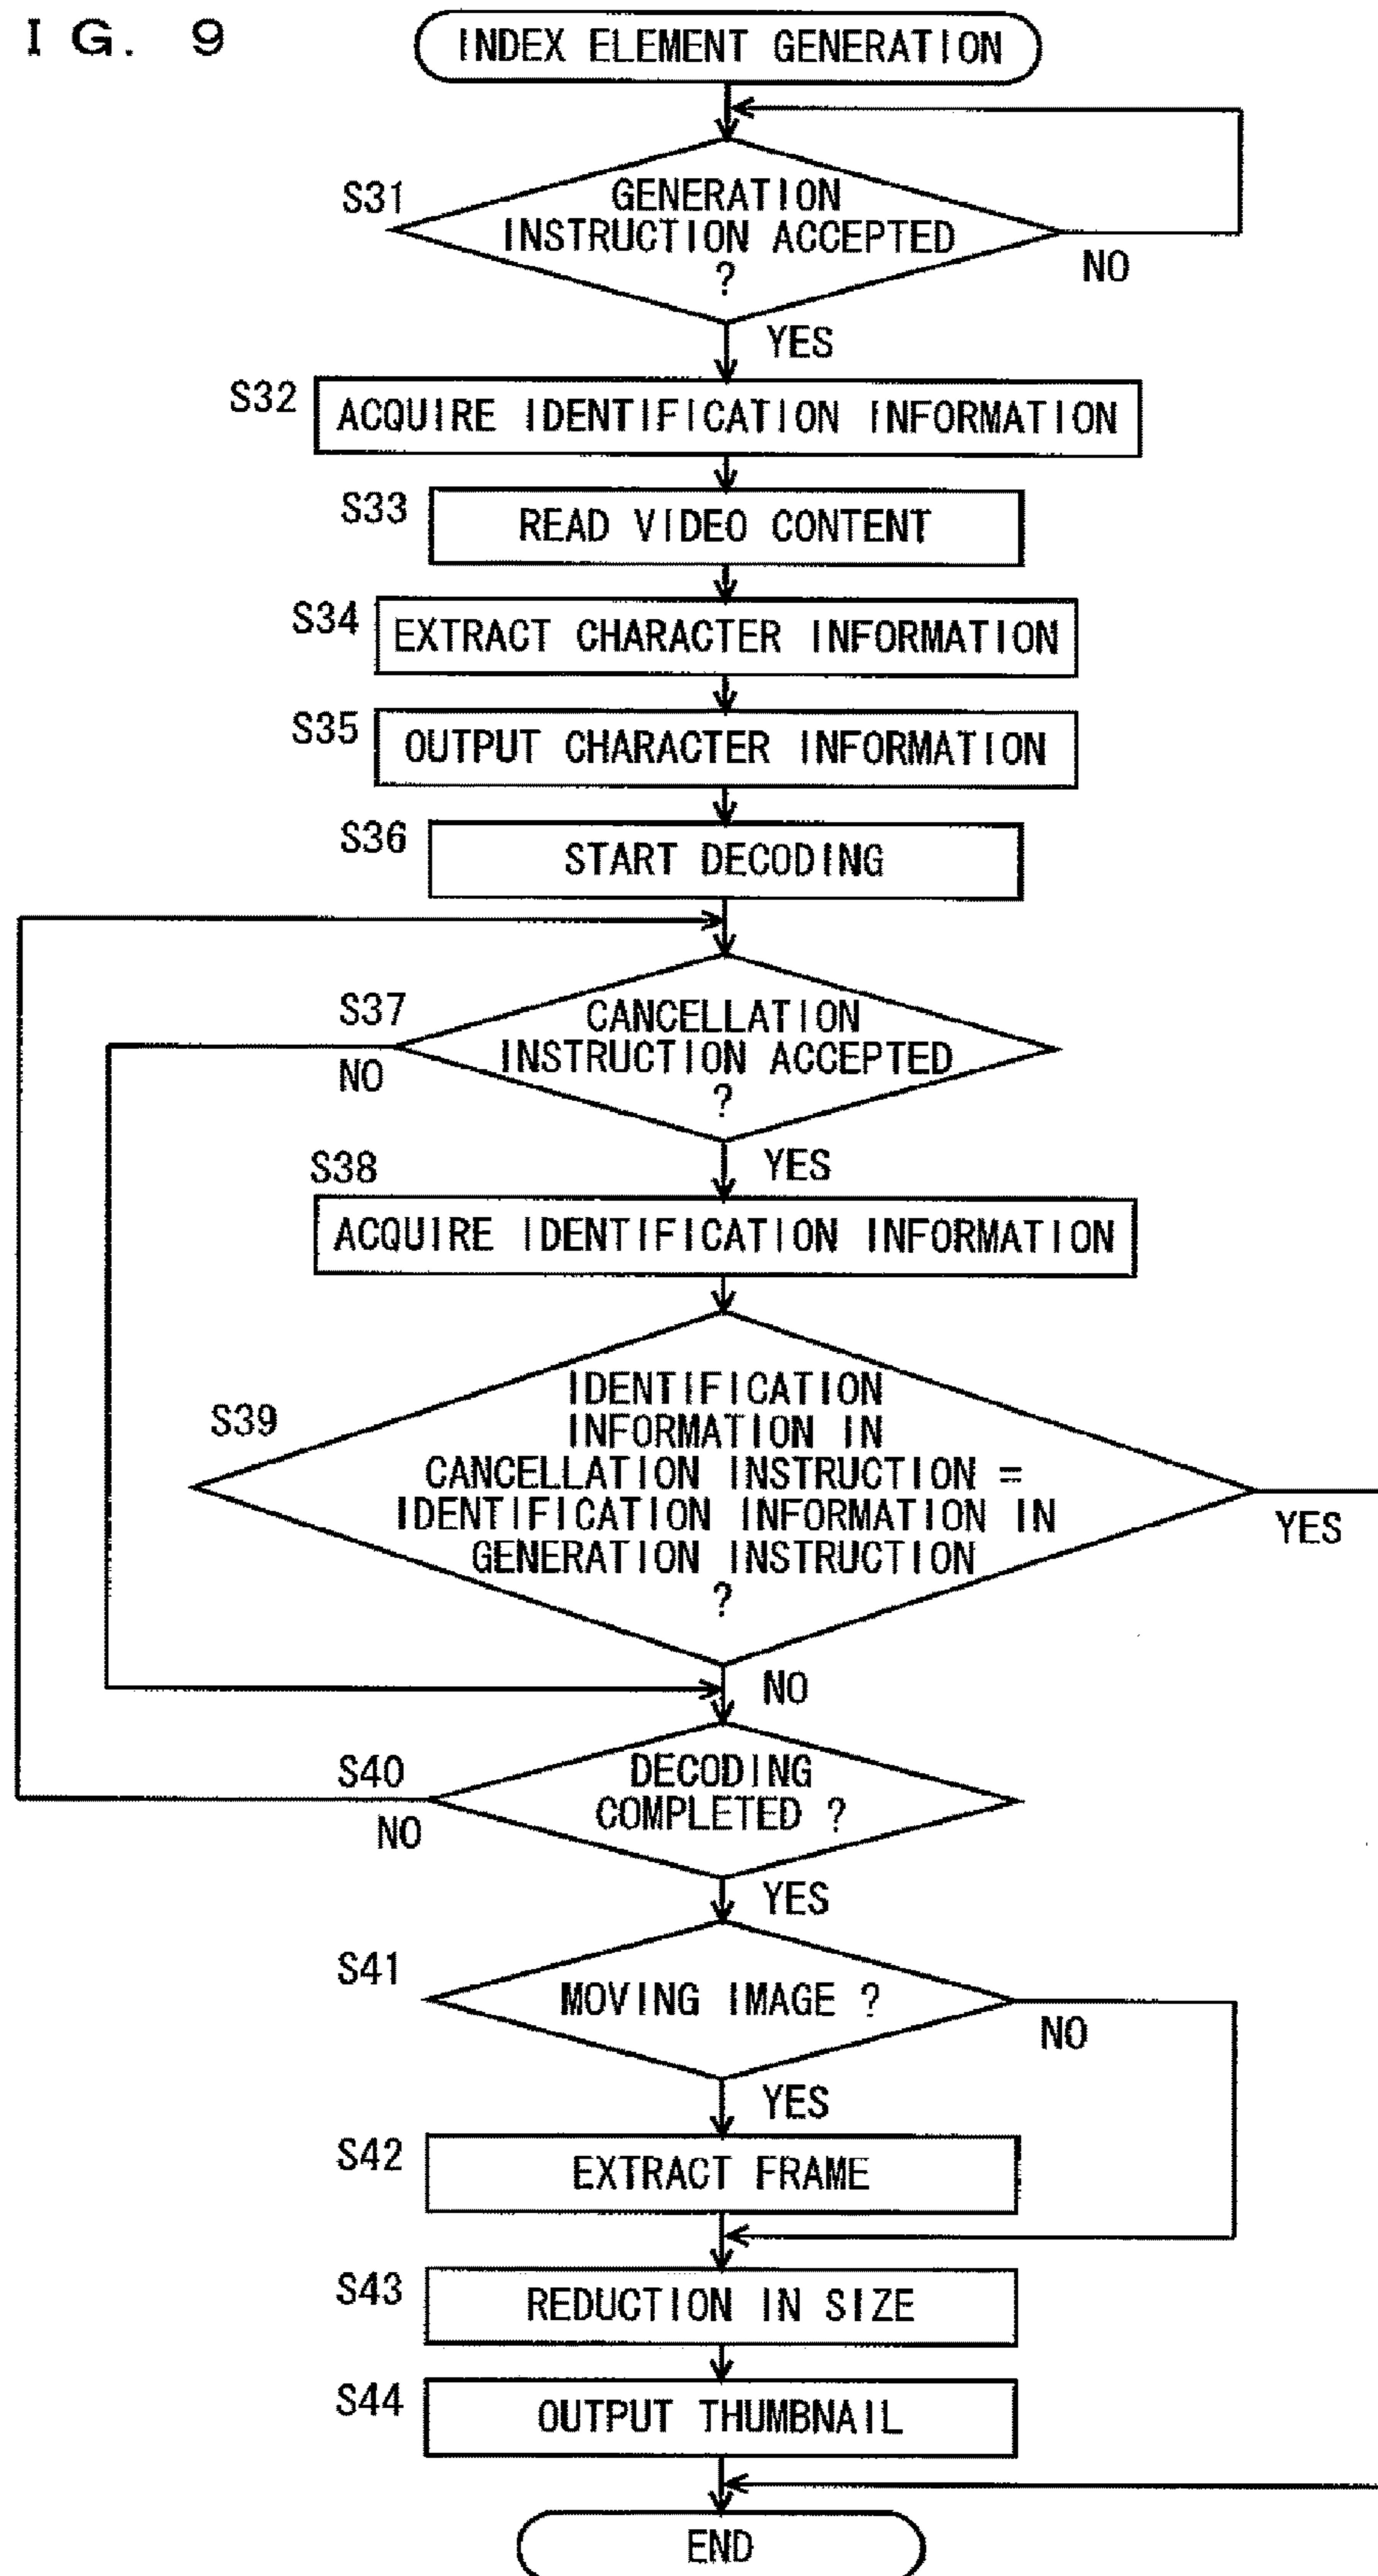 IG. 9
INDEX ELEMENT GENERATION
S31
GENERATION
INSTRUCTION ACCEPTED
?
NO
YES
S32
ACQUIRE IDENTIFICATION INFORMATION
S33
READ VIDEO CONTENT
S34
EXTRACT CHARACTER INFORMATION
S35
OUTPUT CHARACTER INFORMATION
S36
START DECODING
S37
CANCELLATION
INSTRUCTION ACCEPTED
?
NO
YES
S38
ACQUIRE IDENTIFICATION INFORMATION
S39
IDENTIFICATION
INFORMATION IN
CANCELLATION INSTRUCTION =
IDENTIFICATION INFORMATION IN
GENERATION INSTRUCTION
?
YES
NO
S40
DECODING
COMPLETED ?
NO
YES
S41
MOVING IMAGE ?
NO
YES
S42
EXTRACT FRAME
S43
REDUCTION IN SIZE
S44
OUTPUT THUMBNAIL
END